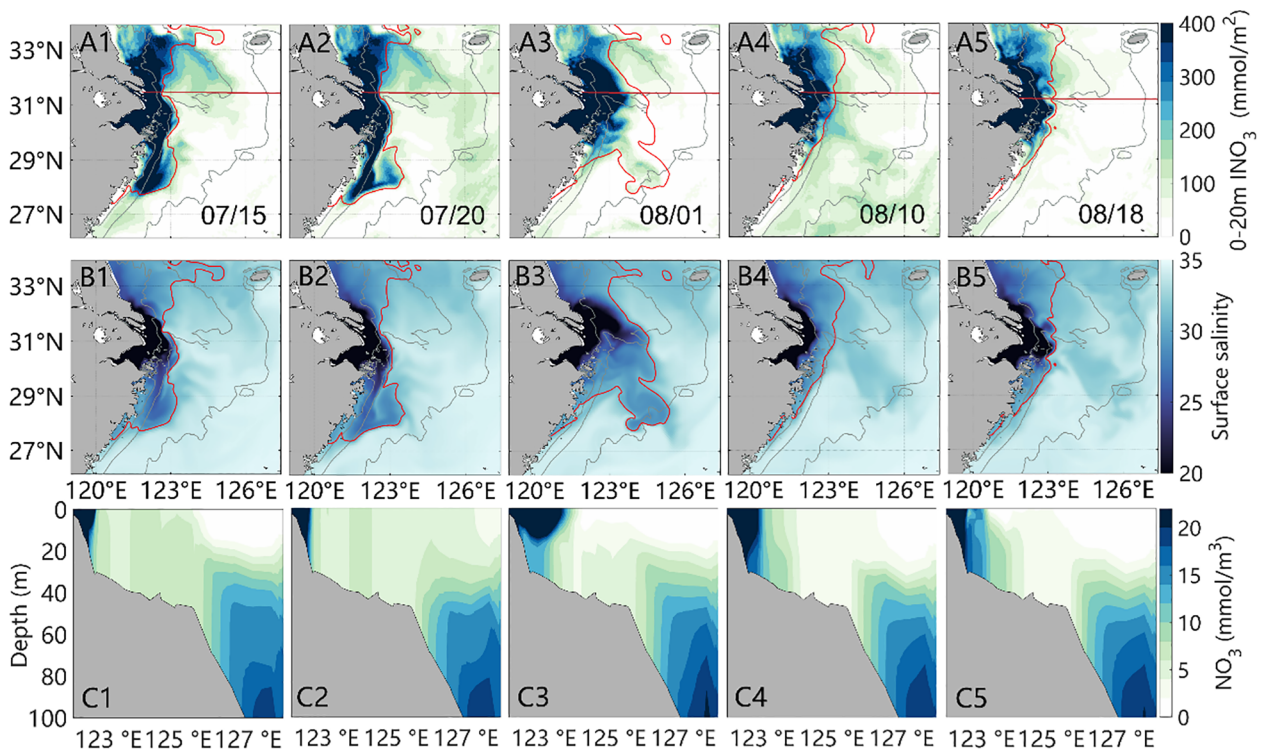 A1 A2 A3 A4 A5
33°N
31°N
29°N
27°N
07/15 07/20 08/01 08/10 08/18
400
300
200
100
0
0-20m INO3 (mmol/m²)
B1 B2 B3 B4 B5
33°N
31°N
29°N
27°N
120°E 123°E 126°E 120°E 123°E 126°E 120°E 123°E 126°E 120°E 123°E 126°E 120°E 123°E 126°E
35
30
25
20
Surface salinity
0
20
40
60
80
100
Depth (m)
C1 C2 C3 C4 C5
123 °E 125 °E 127 °E 123 °E 125 °E 127 °E 123 °E 125 °E 127 °E 123 °E 125 °E 127 °E 123 °E 125 °E 127 °E
20
15
10
5
0
NO3 (mmol/m³)